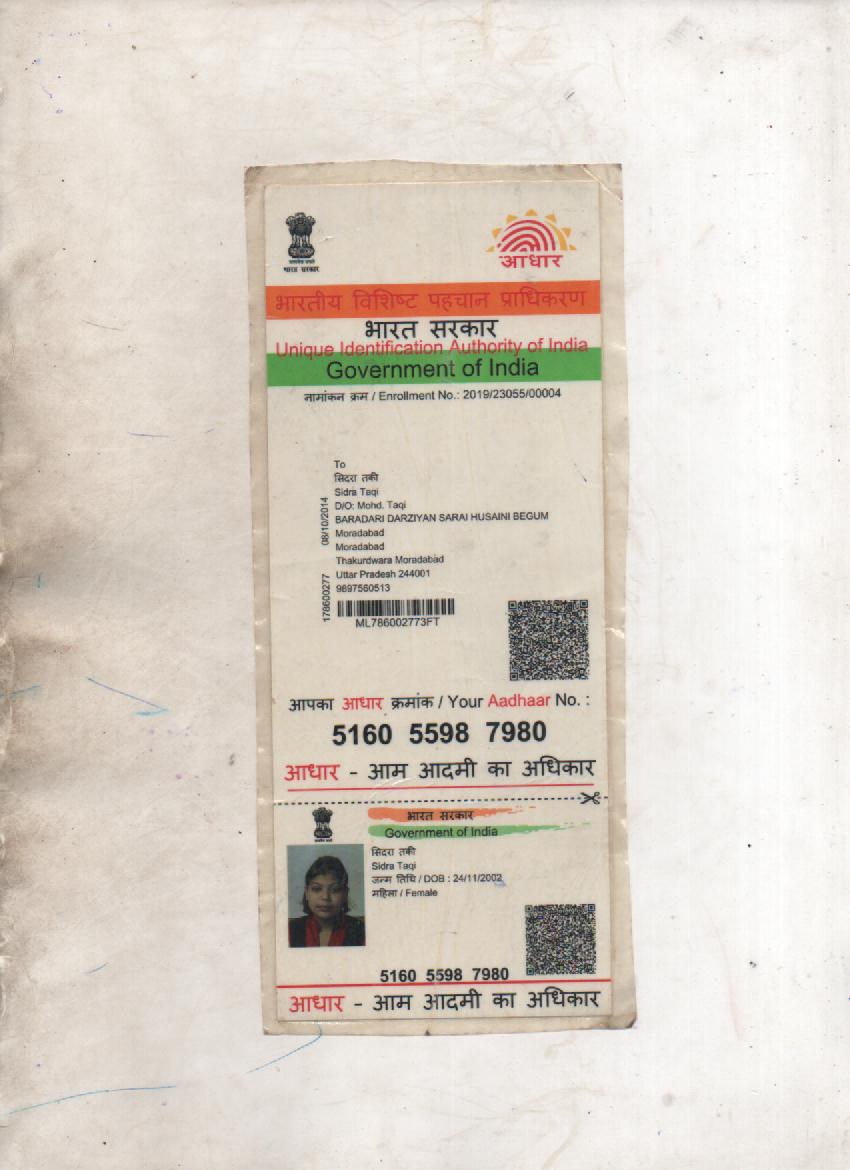 भारत सरकार
आधार
भारतीय विशिष्ट पहचान प्राधिकरण
भारत सरकार
Unique Identification Authority of India
Government of India
नामांकन क्रम / Enrollment No.: 2019/23055/00004
To
सिदरा तकी
Sidra Taqi
D/O: Mohd. Taqi
BARADARI DARZIYAN SARAI HUSAINI BEGUM
Moradabad
Moradabad
Thakurdwara Moradabad
Uttar Pradesh 244001
9897560513
08/10/2014
178600277
ML786002773FT
आपका आधार क्रमांक / Your Aadhaar No. :
5160 5598 7980
आधार - आम आदमी का अधिकार
भारत सरकार
Government of India
सिदरा तकी
Sidra Taqi
जन्म तिथि / DOB : 24/11/2002
महिला / Female
5160 5598 7980
आधार - आम आदमी का अधिकार